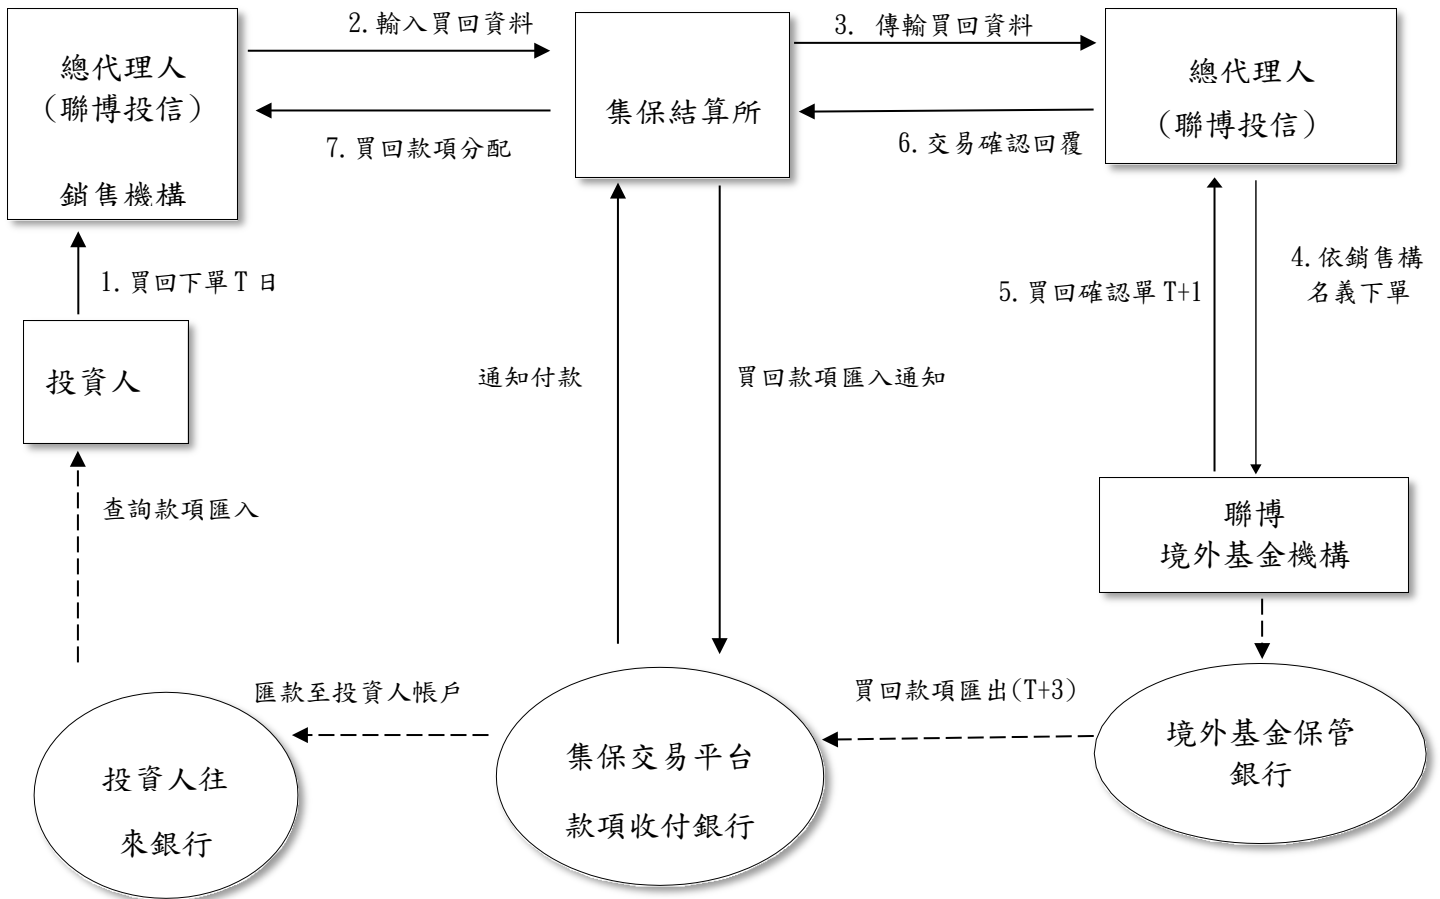 2.輸入買回資料
3. 傳輸買回資料
總代理人
(聯博投信)
銷售機構
集保結算所
總代理人
(聯博投信)
7.買回款項分配
6.交易確認回覆
1.買回下單T日
5.買回確認單T+1
4.依銷售構
名義下單
投資人
通知付款
買回款項匯入通知
查詢款項匯入
聯博
境外基金機構
匯款至投資人帳戶
買回款項匯出(T+3)
投資人往
來銀行
集保交易平台
款項收付銀行
境外基金保管
銀行